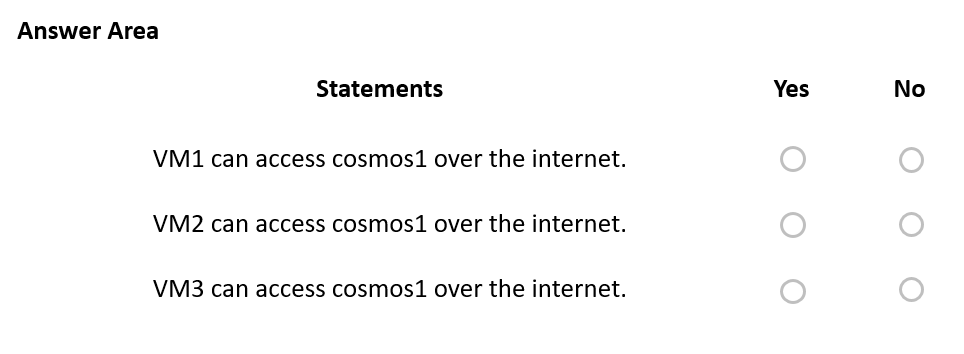 Answer Area
Statements Yes No
VM1 can access cosmos1 over the internet.
VM2 can access cosmos1 over the internet.
VM3 can access cosmos1 over the internet.